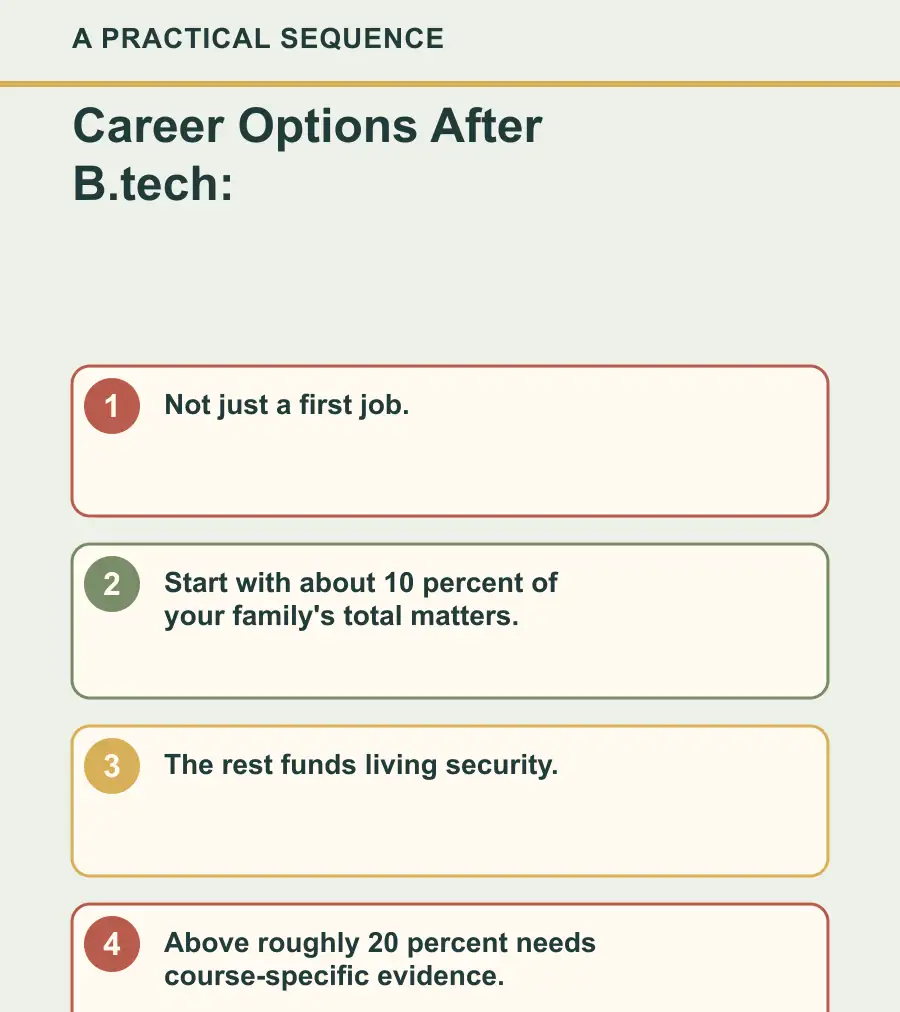 A PRACTICAL SEQUENCE
Career Options After
B.tech:
1
Not just a first job.
2
Start with about 10 percent of
your family's total matters.
3
The rest funds living security.
4
Above roughly 20 percent needs
course-specific evidence.